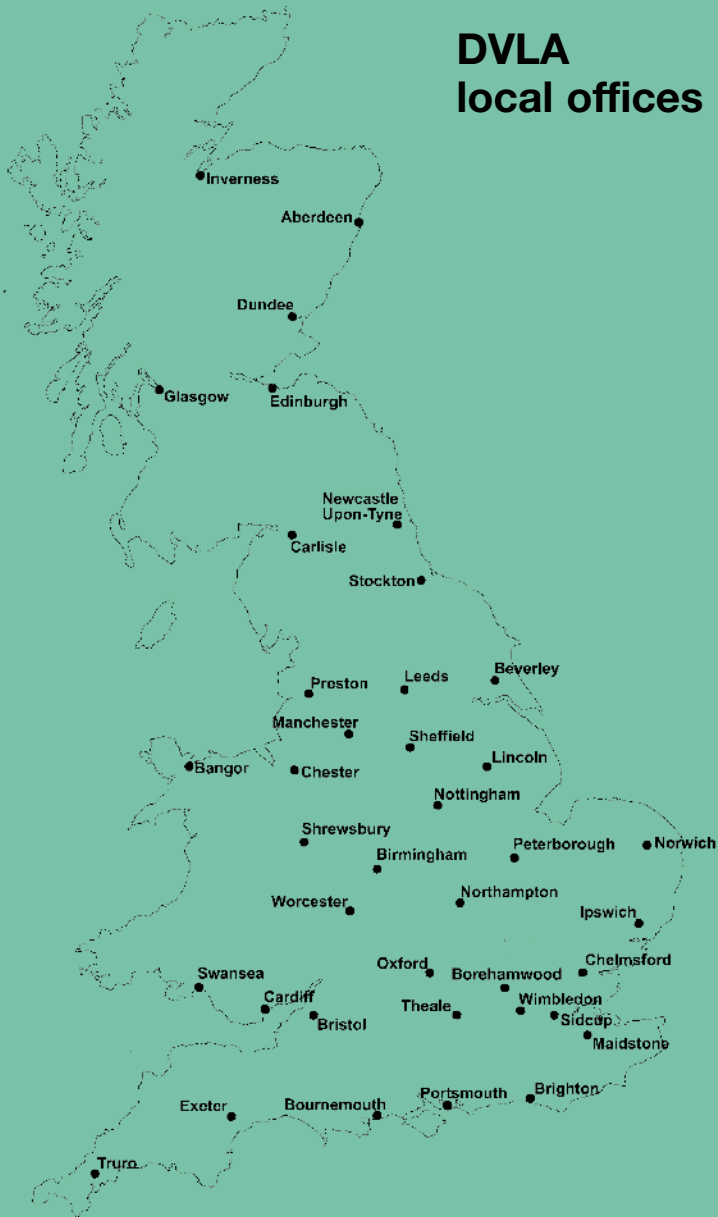 DVLA
local offices
Inverness
Aberdeen
Dundee
Glasgow
Edinburgh
Newcastle
Upon-Tyne
Carlisle
Stockton
Beverley
Leeds
Preston
Manchester
Sheffield
Lincoln
Bangor
Chester
Nottingham
Shrewsbury
Birmingham
Peterborough
Norwich
Worcester
Northampton
Ipswich
Swansea
Oxford
Borehamwood
Chelmsford
Cardiff
Theale
Wimbledon
Bristol
Sidcup
Maidstone
Exeter
Bournemouth
Portsmouth
Brighton
Truro